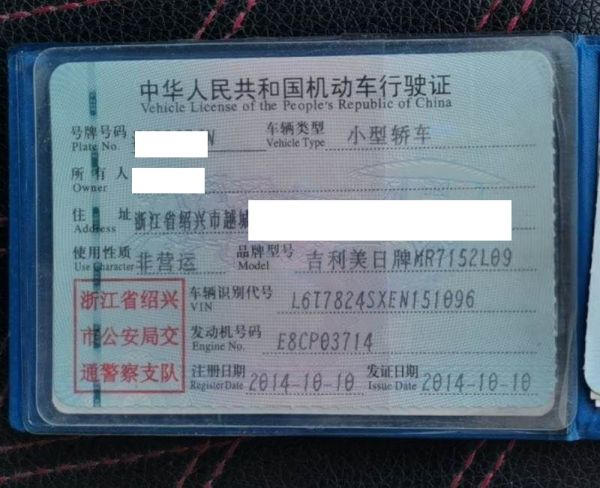 中华人民共和国机动车行驶证
Vehicle License of the People's Republic of China
号牌号码 车辆类型 小型轿车
Plate No. Vehicle Type
所有人
Owner
住址 浙江省绍兴市越城
Address
使用性质 非营运 品牌型号 吉利美日牌MR7152L09
Use Character Model
浙江省绍兴
市公安局交
通警察支队
车辆识别代号 L6T7824SXEN151096
VIN
发动机号码 E8CP03714
Engine No.
注册日期 2014-10-10 发证日期 2014-10-10
Register Date Issue Date